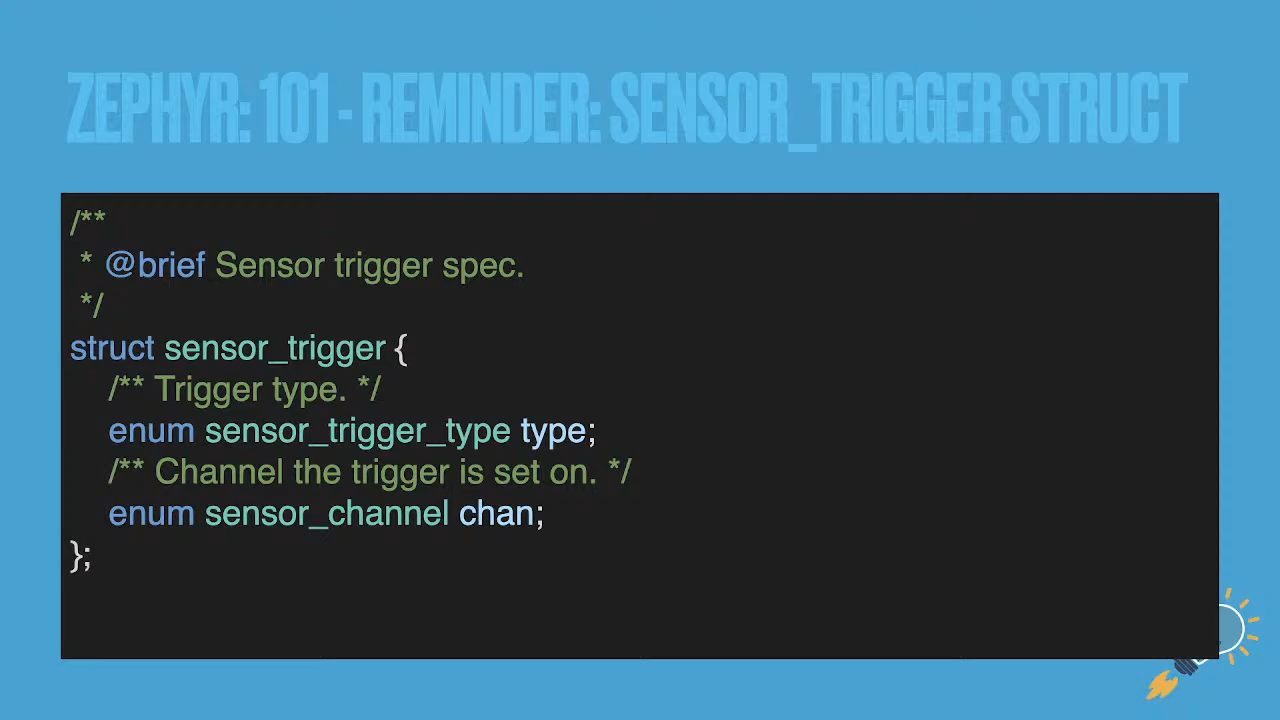 ZEPHYR: 101 - REMINDER: SENSOR_TRIGGER STRUCT
/**
 * @brief Sensor trigger spec.
 */
struct sensor_trigger {
    /** Trigger type. */
    enum sensor_trigger_type type;
    /** Channel the trigger is set on. */
    enum sensor_channel chan;
};